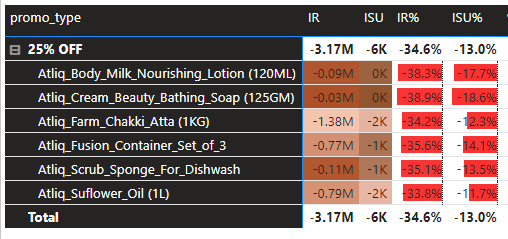 promo_type IR ISU IR% ISU%
25% OFF -3.17M -6K -34.6% -13.0%
Atliq_Body_Milk_Nourishing_Lotion (120ML) -0.09M 0K -38.3% -17.7%
Atliq_Cream_Beauty_Bathing_Soap (125GM) -0.03M 0K -38.9% -18.6%
Atliq_Farm_Chakki_Atta (1KG) -1.38M -2K -34.2% -12.3%
Atliq_Fusion_Container_Set_of_3 -0.77M -1K -35.6% -14.1%
Atliq_Scrub_Sponge_For_Dishwash -0.11M -1K -35.1% -13.5%
Atliq_Suflower_Oil (1L) -0.79M -2K -33.8% -11.7%
Total -3.17M -6K -34.6% -13.0%